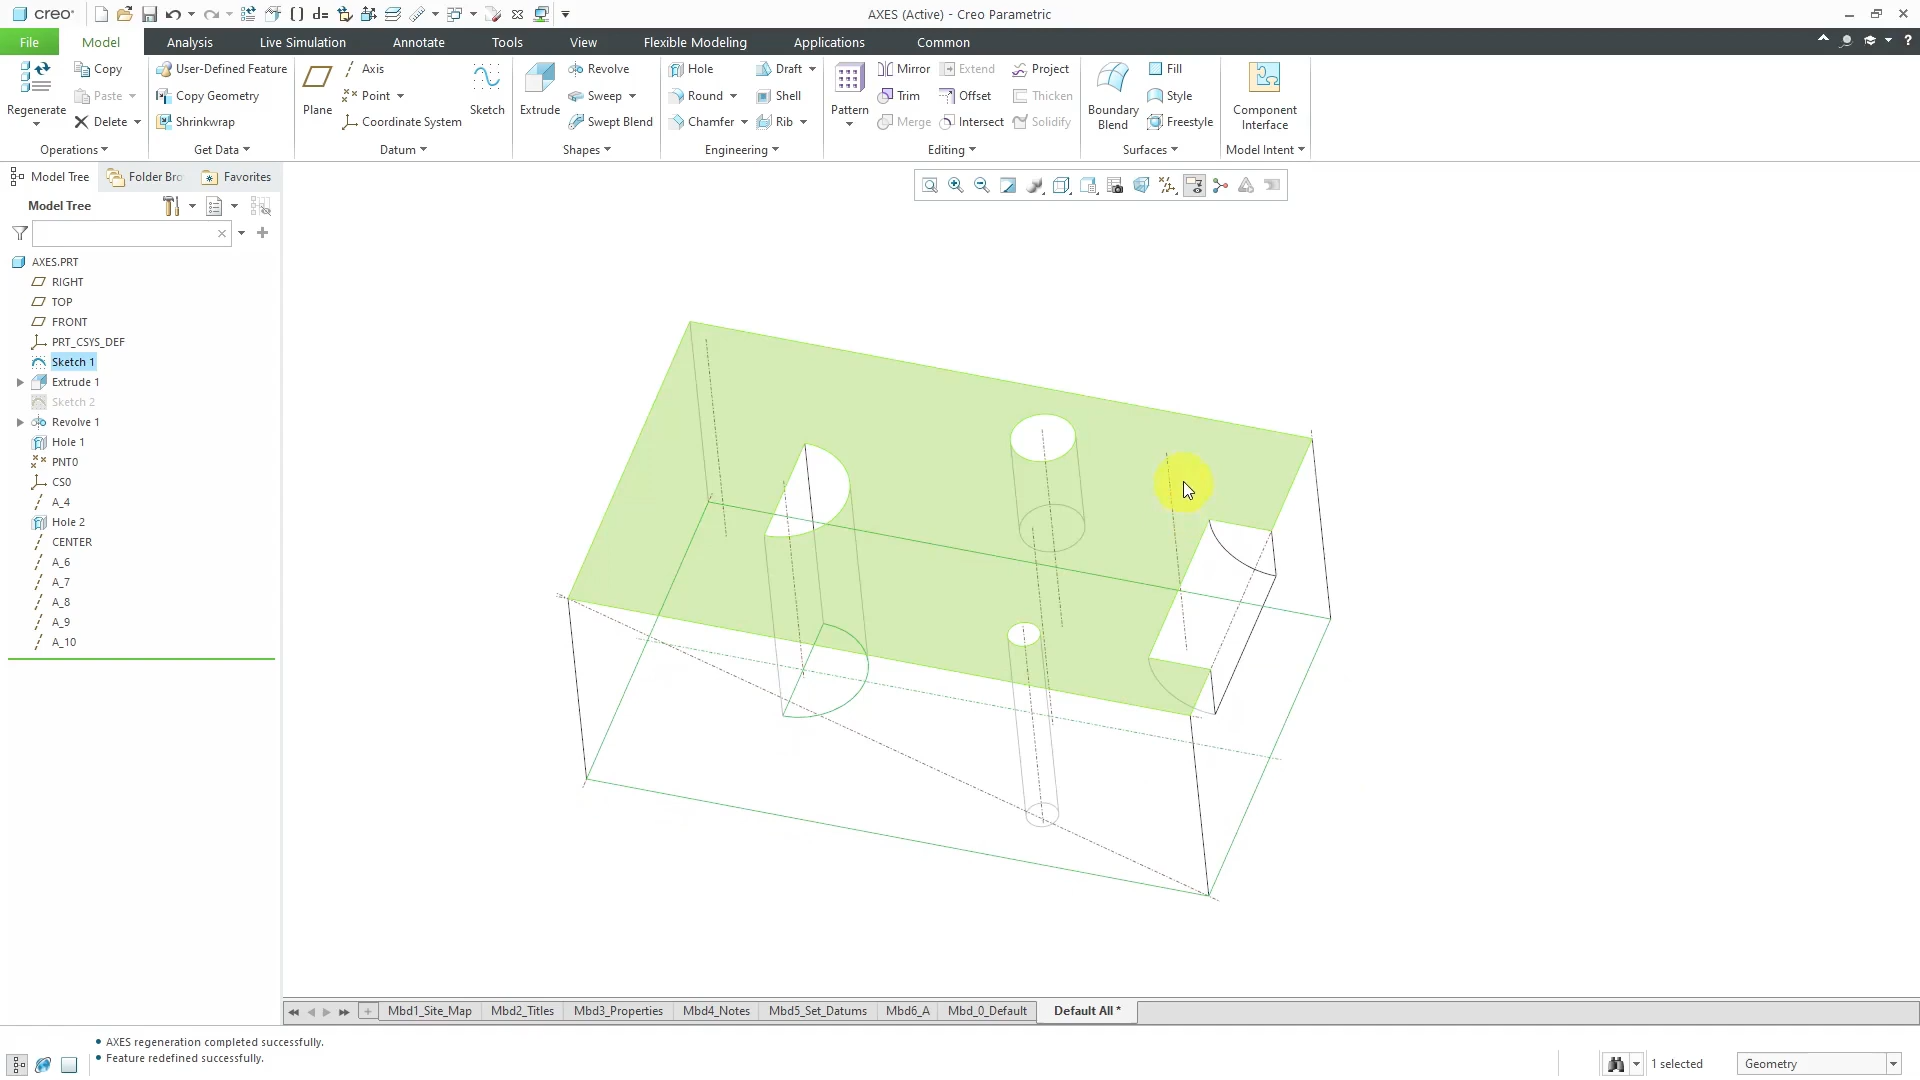 creo
AXES (Active) - Creo Parametric
File
Model
Analysis
Live Simulation
Annotate
Tools
View
Flexible Modeling
Applications
Common
Regenerate
Copy
Paste
Delete
Operations
User-Defined Feature
Copy Geometry
Shrinkwrap
Get Data
Plane
Axis
Point
Coordinate System
Sketch
Datum
Extrude
Revolve
Sweep
Swept Blend
Shapes
Hole
Round
Chamfer
Draft
Shell
Rib
Engineering
Pattern
Mirror
Trim
Merge
Extend
Offset
Intersect
Project
Thicken
Solidify
Editing
Boundary
Blend
Fill
Style
Freestyle
Surfaces
Component
Interface
Model Intent
Model Tree
Folder Bro
Favorites
Model Tree
AXES.PRT
RIGHT
TOP
FRONT
PRT_CSYS_DEF
Sketch 1
Extrude 1
Sketch 2
Revolve 1
Hole 1
PNT0
CS0
A_4
Hole 2
CENTER
A_6
A_7
A_8
A_9
A_10
Mbd1_Site_Map
Mbd2_Titles
Mbd3_Properties
Mbd4_Notes
Mbd5_Set_Datums
Mbd6_A
Mbd_0_Default
Default All *
• AXES regeneration completed successfully.
• Feature redefined successfully.
1 selected
Geometry